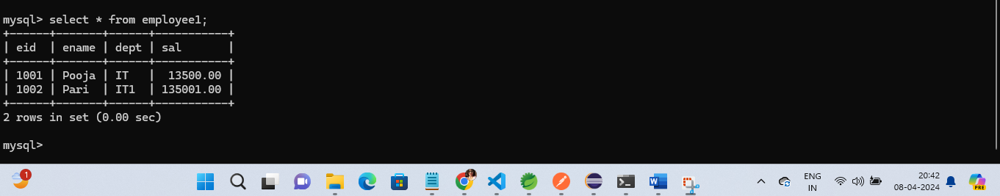 mysql> select * from employee1;
+------+-------+------+-----------+
| eid  | ename | dept | sal       |
+------+-------+------+-----------+
| 1001 | Pooja | IT   |  13500.00 |
| 1002 | Pari  | IT1  | 135001.00 |
+------+-------+------+-----------+
2 rows in set (0.00 sec)
mysql>
1
ENG
IN
20:42
08-04-2024
W
PRE